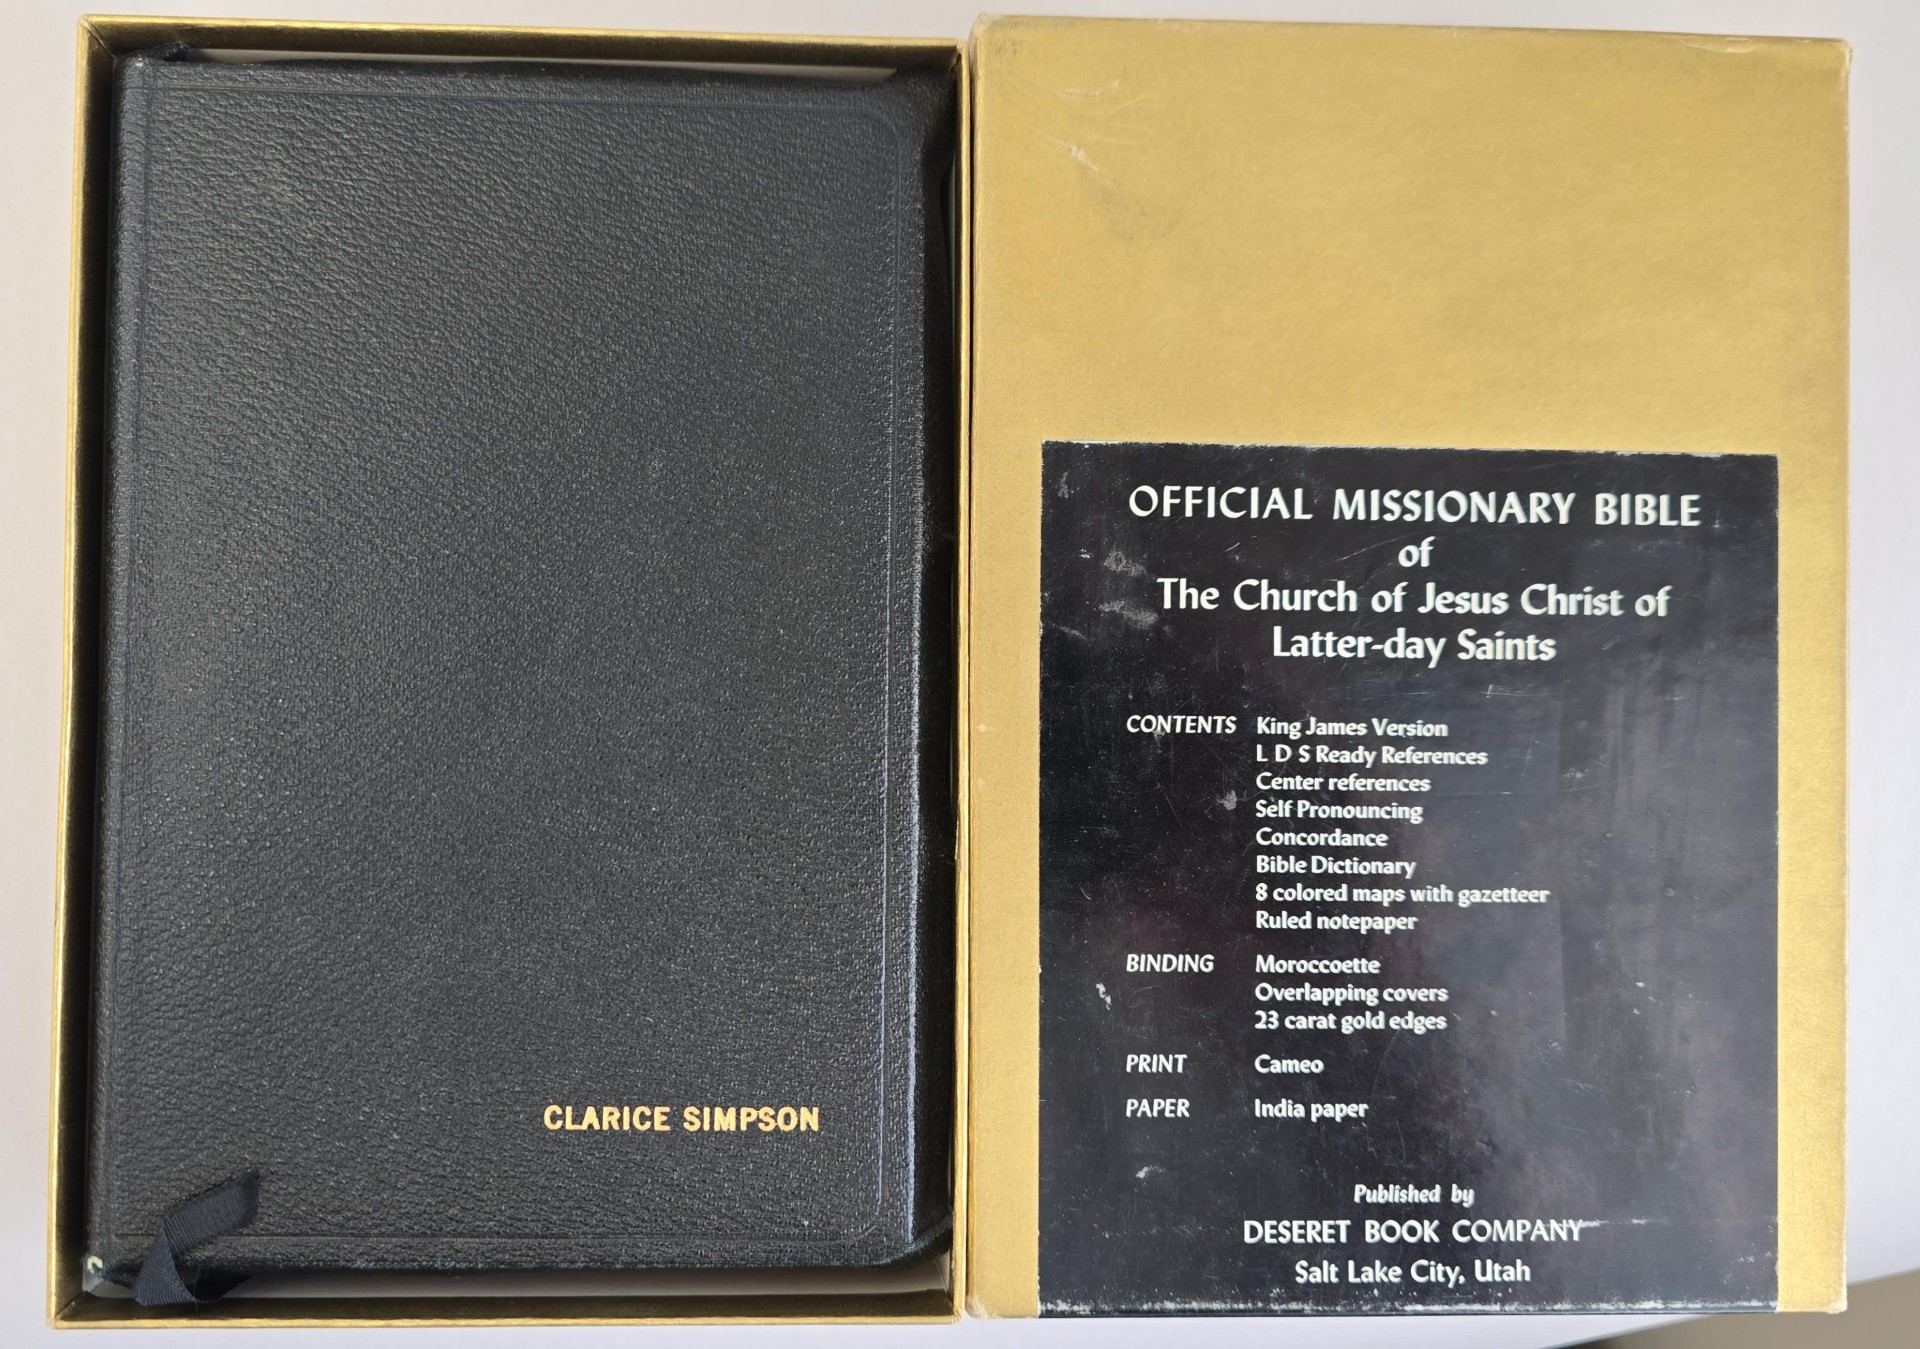 CLARICE SIMPSON
OFFICIAL MISSIONARY BIBLE
of
The Church of Jesus Christ of
Latter-day Saints
CONTENTS King James Version
L D S Ready References
Center references
Self Pronouncing
Concordance
Bible Dictionary
8 colored maps with gazetteer
Ruled notepaper
BINDING Moroccoette
Overlapping covers
23 carat gold edges
PRINT Cameo
PAPER India paper
Published by
DESERET BOOK COMPANY
Salt Lake City, Utah